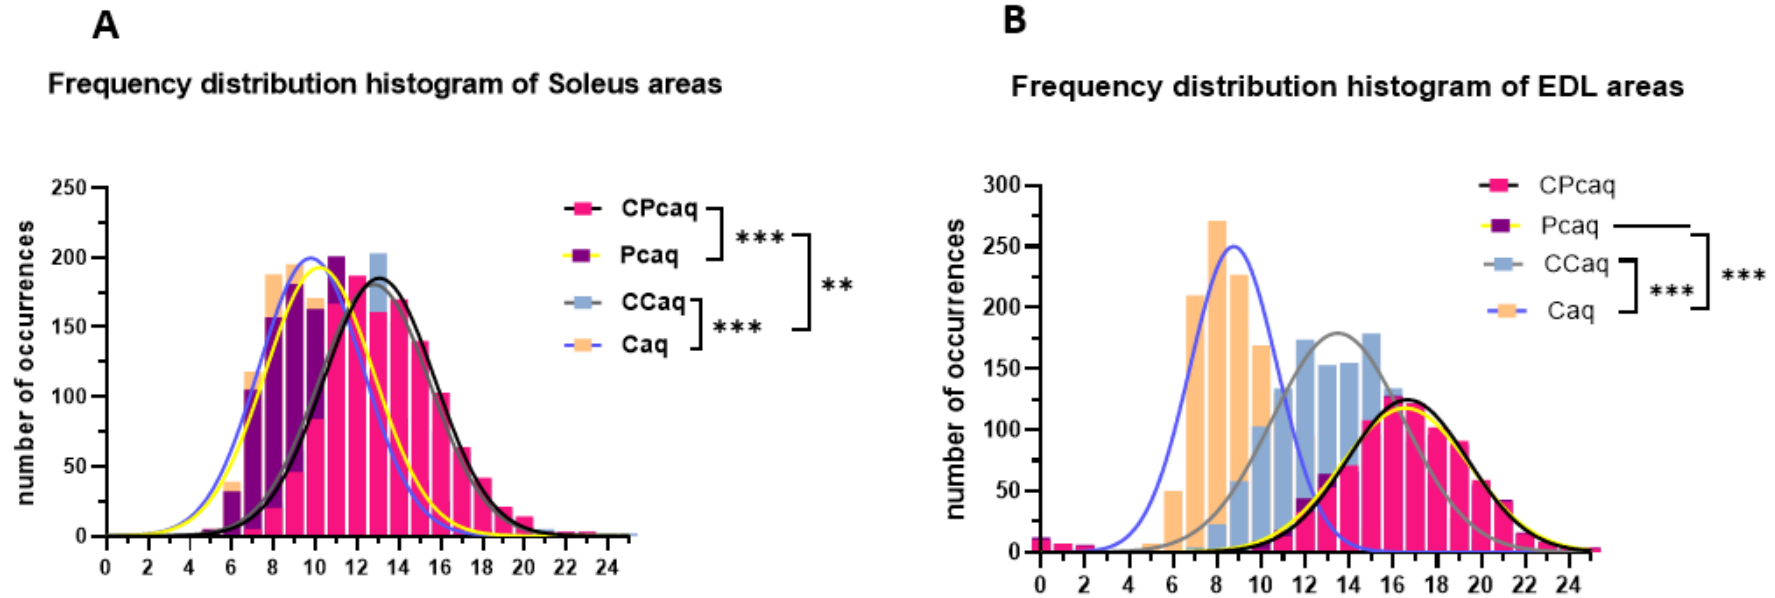 A
Frequency distribution histogram of Soleus areas
number of occurrences
250
200
150
100
50
0
0 2 4 6 8 10 12 14 16 18 20 22 24
CPcaq
Pcaq
CCaq
Caq
***
***
**
B
Frequency distribution histogram of EDL areas
number of occurrences
300
250
200
150
100
50
0
0 2 4 6 8 10 12 14 16 18 20 22 24
CPcaq
Pcaq
CCaq
Caq
***
***